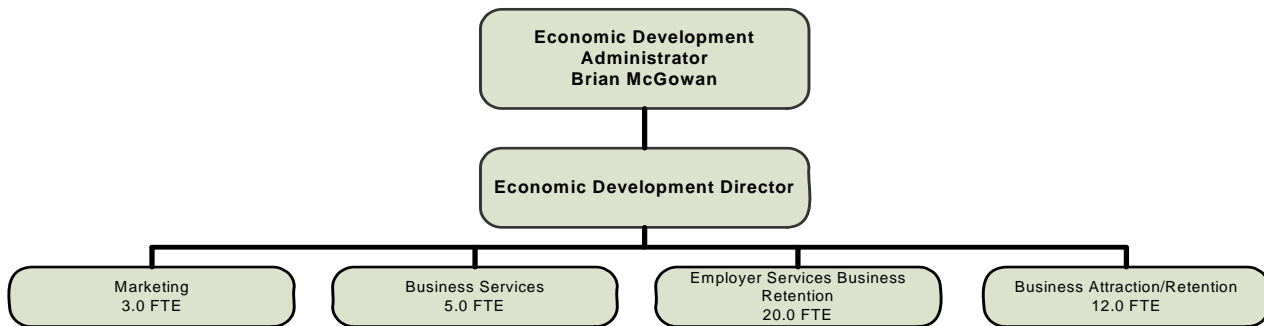 Economic Development
Administrator
Brian McGowan
Economic Development Director
Marketing
3.0 FTE
Business Services
5.0 FTE
Employer Services Business
Retention
20.0 FTE
Business Attraction/Retention
12.0 FTE